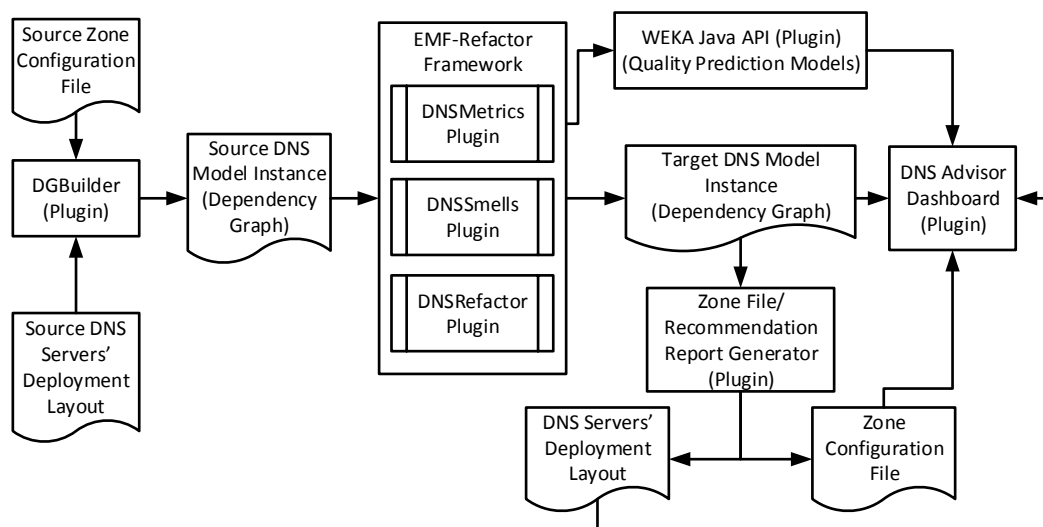 Source Zone
Configuration
File
DGBuilder
(Plugin)
Source DNS
Servers’
Deployment
Layout
Source DNS
Model Instance
(Dependency
Graph)
EMF-Refactor
Framework
DNSMetrics
Plugin
DNSSmells
Plugin
DNSRefactor
Plugin
WEKA Java API (Plugin)
(Quality Prediction Models)
Target DNS Model
Instance
(Dependency Graph)
DNS Advisor
Dashboard
(Plugin)
Zone File/
Recommendation
Report Generator
(Plugin)
DNS Servers’
Deployment
Layout
Zone
Configuration
File